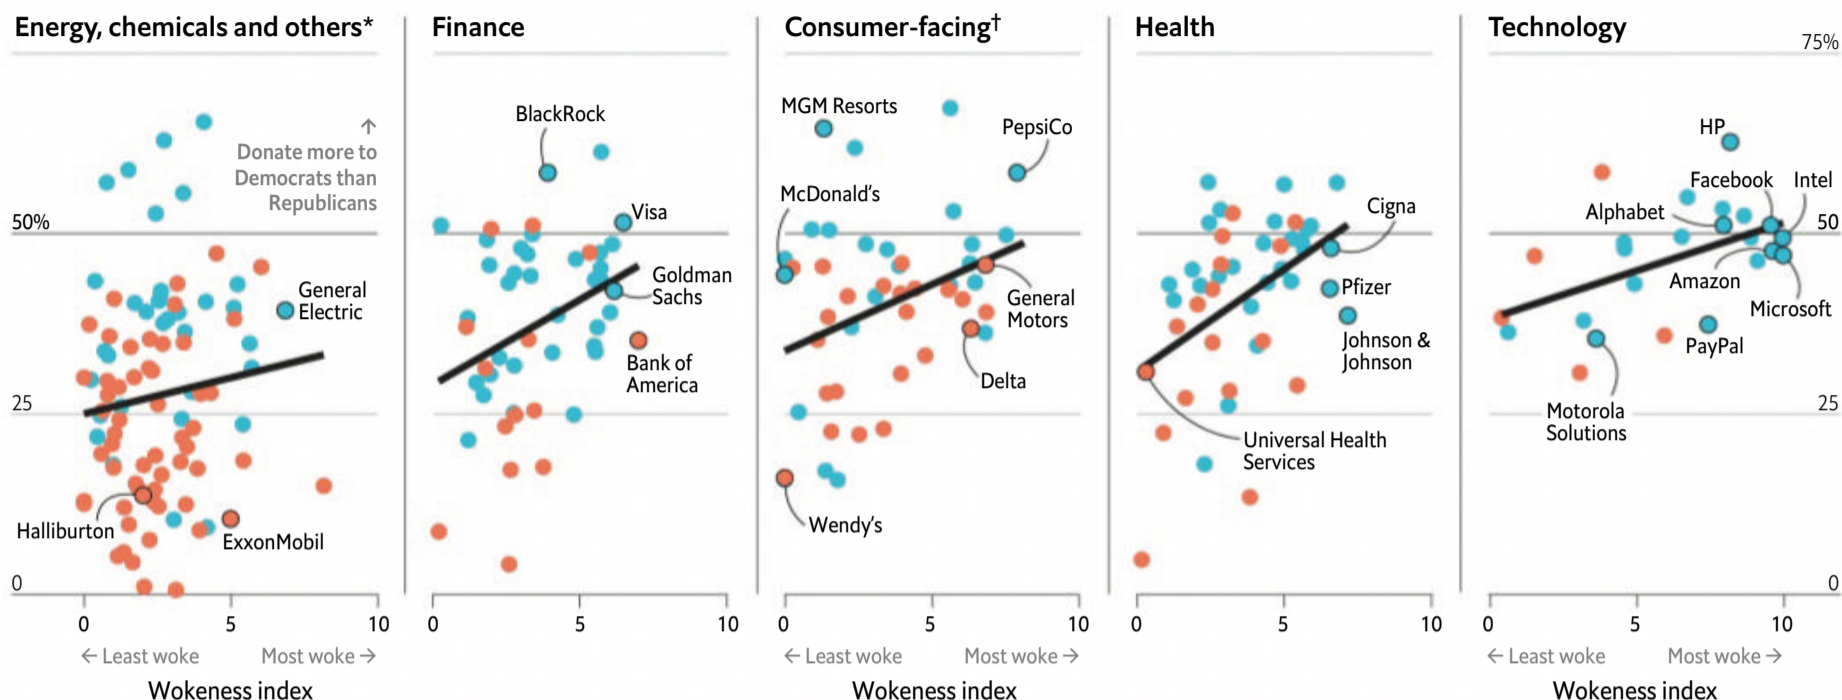 Energy, chemicals and others*
Finance
Consumer-facing†
Health
Technology
75%
↑
Donate more to
Democrats than
Republicans
50%
25
0
General
Electric
Halliburton
ExxonMobil
0
5
10
← Least woke
Most woke →
Wokeness index
BlackRock
Visa
Goldman
Sachs
Bank of
America
0
5
10
MGM Resorts
PepsiCo
McDonald's
General
Motors
Delta
Wendy's
0
5
10
← Least woke
Most woke →
Wokeness index
Cigna
Pfizer
Johnson &
Johnson
Universal Health
Services
0
5
10
HP
Facebook
Intel
Alphabet
50
Amazon
Microsoft
PayPal
Motorola
Solutions
25
0
0
5
10
← Least woke
Most woke →
Wokeness index